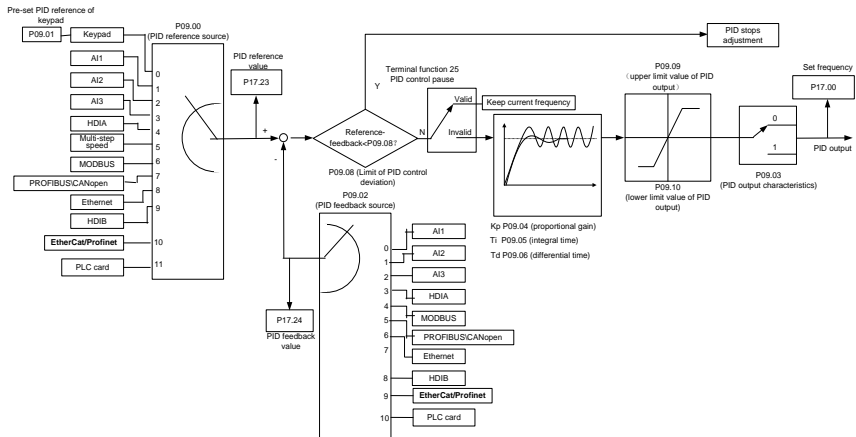 Pre-set PID reference of
keypad
P09.01
Keypad
AI1
AI2
AI3
HDIA
Multi-step
speed
MODBUS
PROFIBUS\CANopen
Ethernet
HDIB
EtherCat/Profinet
PLC card
P09.00
(PID reference source)
0
1
2
3
4
5
6
7
8
9
10
11
PID reference
value
P17.23
+
-
Reference-
feedback<P09.08?
P09.08 (Limit of PID control
deviation)
Y
N
PID stops
adjustment
Terminal function 25
PID control pause
Valid
Invalid
Keep current frequency
Kp P09.04 (proportional gain)
Ti P09.05 (integral time)
Td P09.06 (differential time)
P09.09
(upper limit value of PID
output)
P09.10
(lower limit value of PID
output)
0
1
P09.03
(PID output characteristics)
Set frequency
P17.00
PID output
P09.02
(PID feedback source)
P17.24
PID feedback
value
0
1
2
3
4
5
6
7
8
9
10
AI1
AI2
AI3
HDIA
MODBUS
PROFIBUS\CANopen
Ethernet
HDIB
EtherCat/Profinet
PLC card